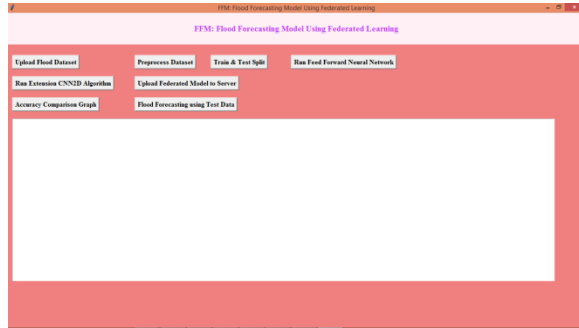 FFM: Flood Forecasting Model Using Federated Learning
FFM: Flood Forecasting Model Using Federated Learning
Upload Flood Dataset Preprocess Dataset Train & Test Split Run Feed Forward Neural Network
Run Extension CNN2D Algorithm Upload Federated Model to Server
Accuracy Comparison Graph Flood Forecasting using Test Data